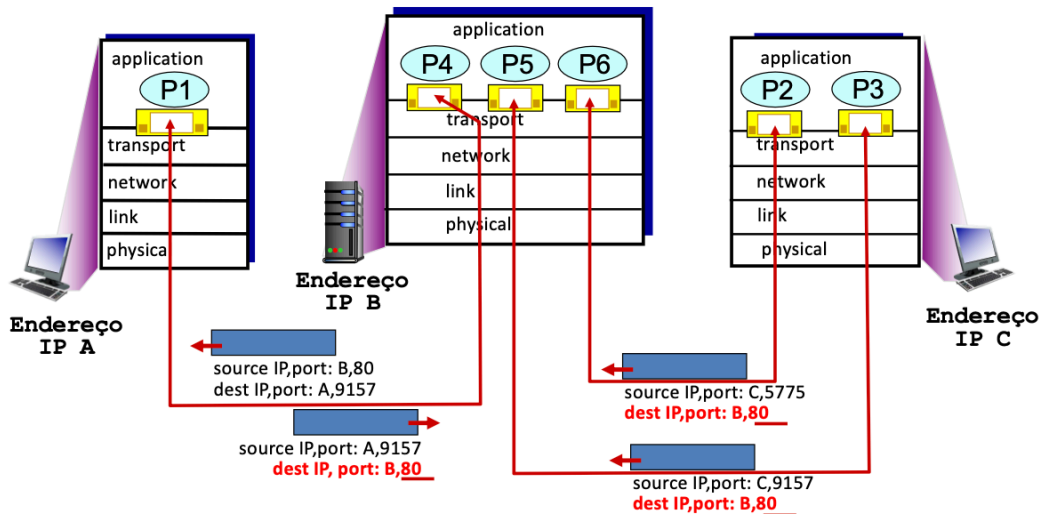 application
P1
transport
network
link
physical
Endereço
IP A
application
P4
P5
P6
transport
network
link
physical
Endereço
IP B
application
P2
P3
transport
network
link
physical
Endereço
IP C
source IP,port: B,80
dest IP,port: A,9157
source IP,port: A,9157
dest IP, port: B,80
source IP,port: C,5775
dest IP,port: B,80
source IP,port: C,9157
dest IP,port: B,80